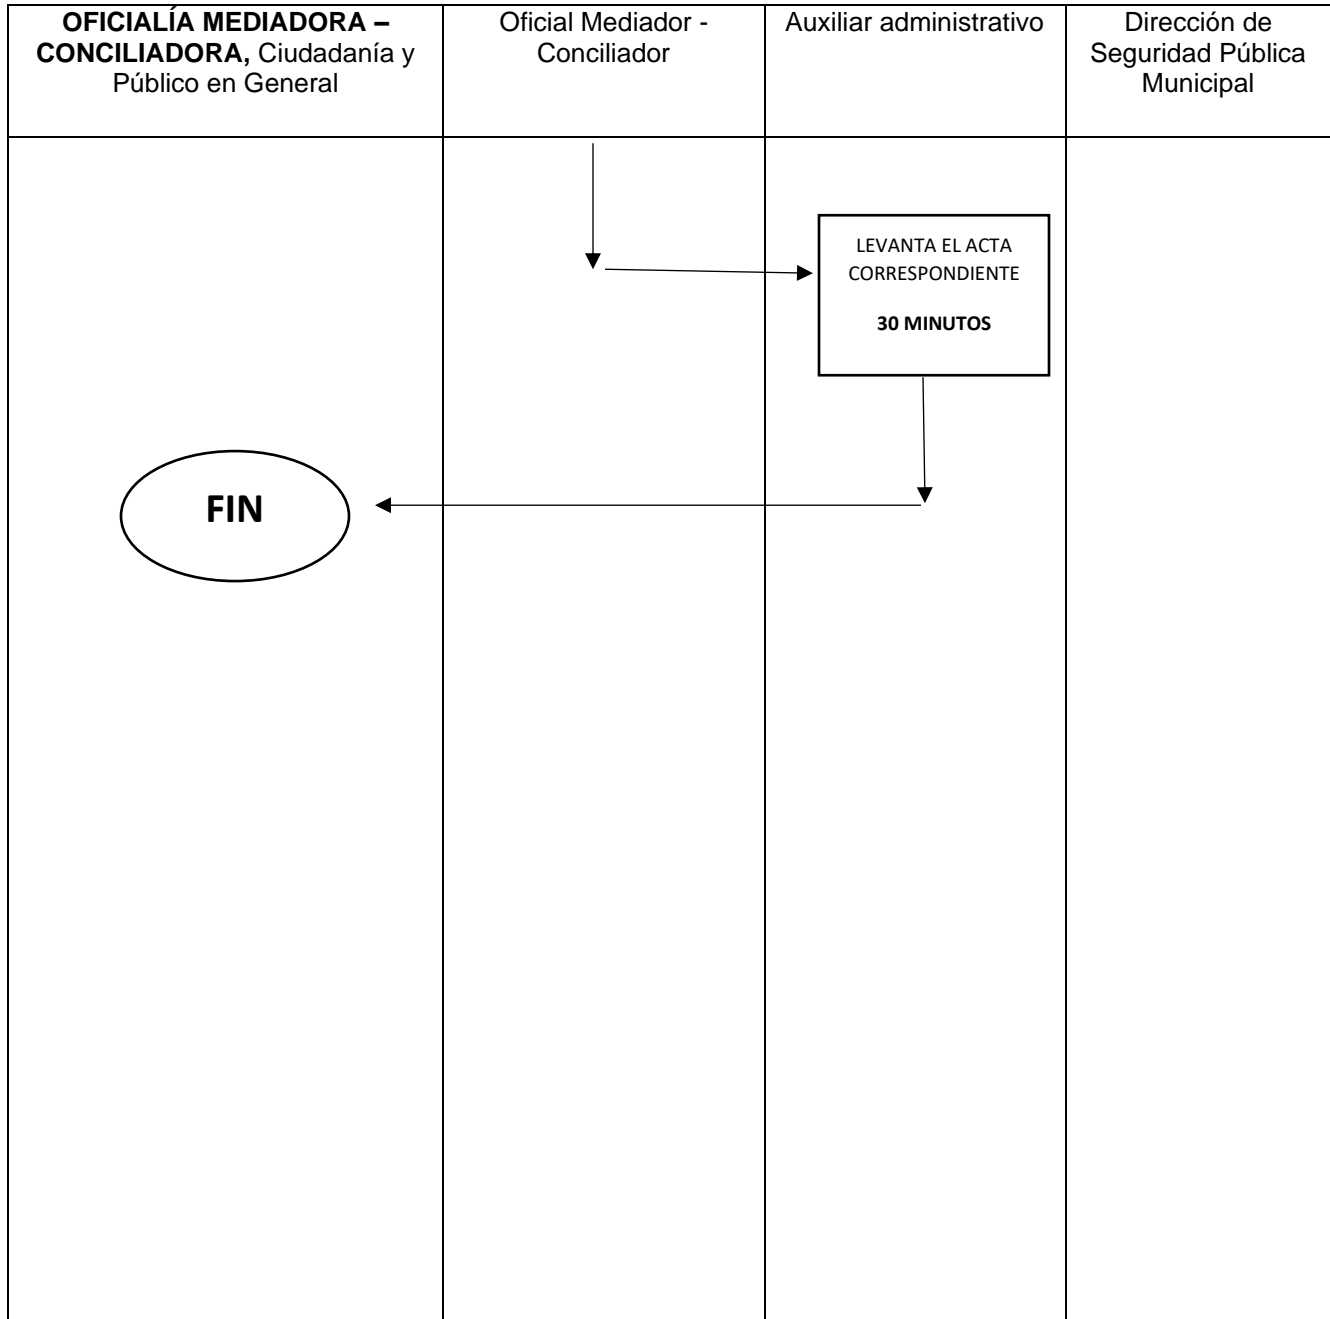 OFICIALÍA MEDIADORA –
CONCILIADORA, Ciudadanía y
Público en General
Oficial Mediador -
Conciliador
Auxiliar administrativo
Dirección de
Seguridad Pública
Municipal
LEVANTA EL ACTA
CORRESPONDIENTE
30 MINUTOS
FIN